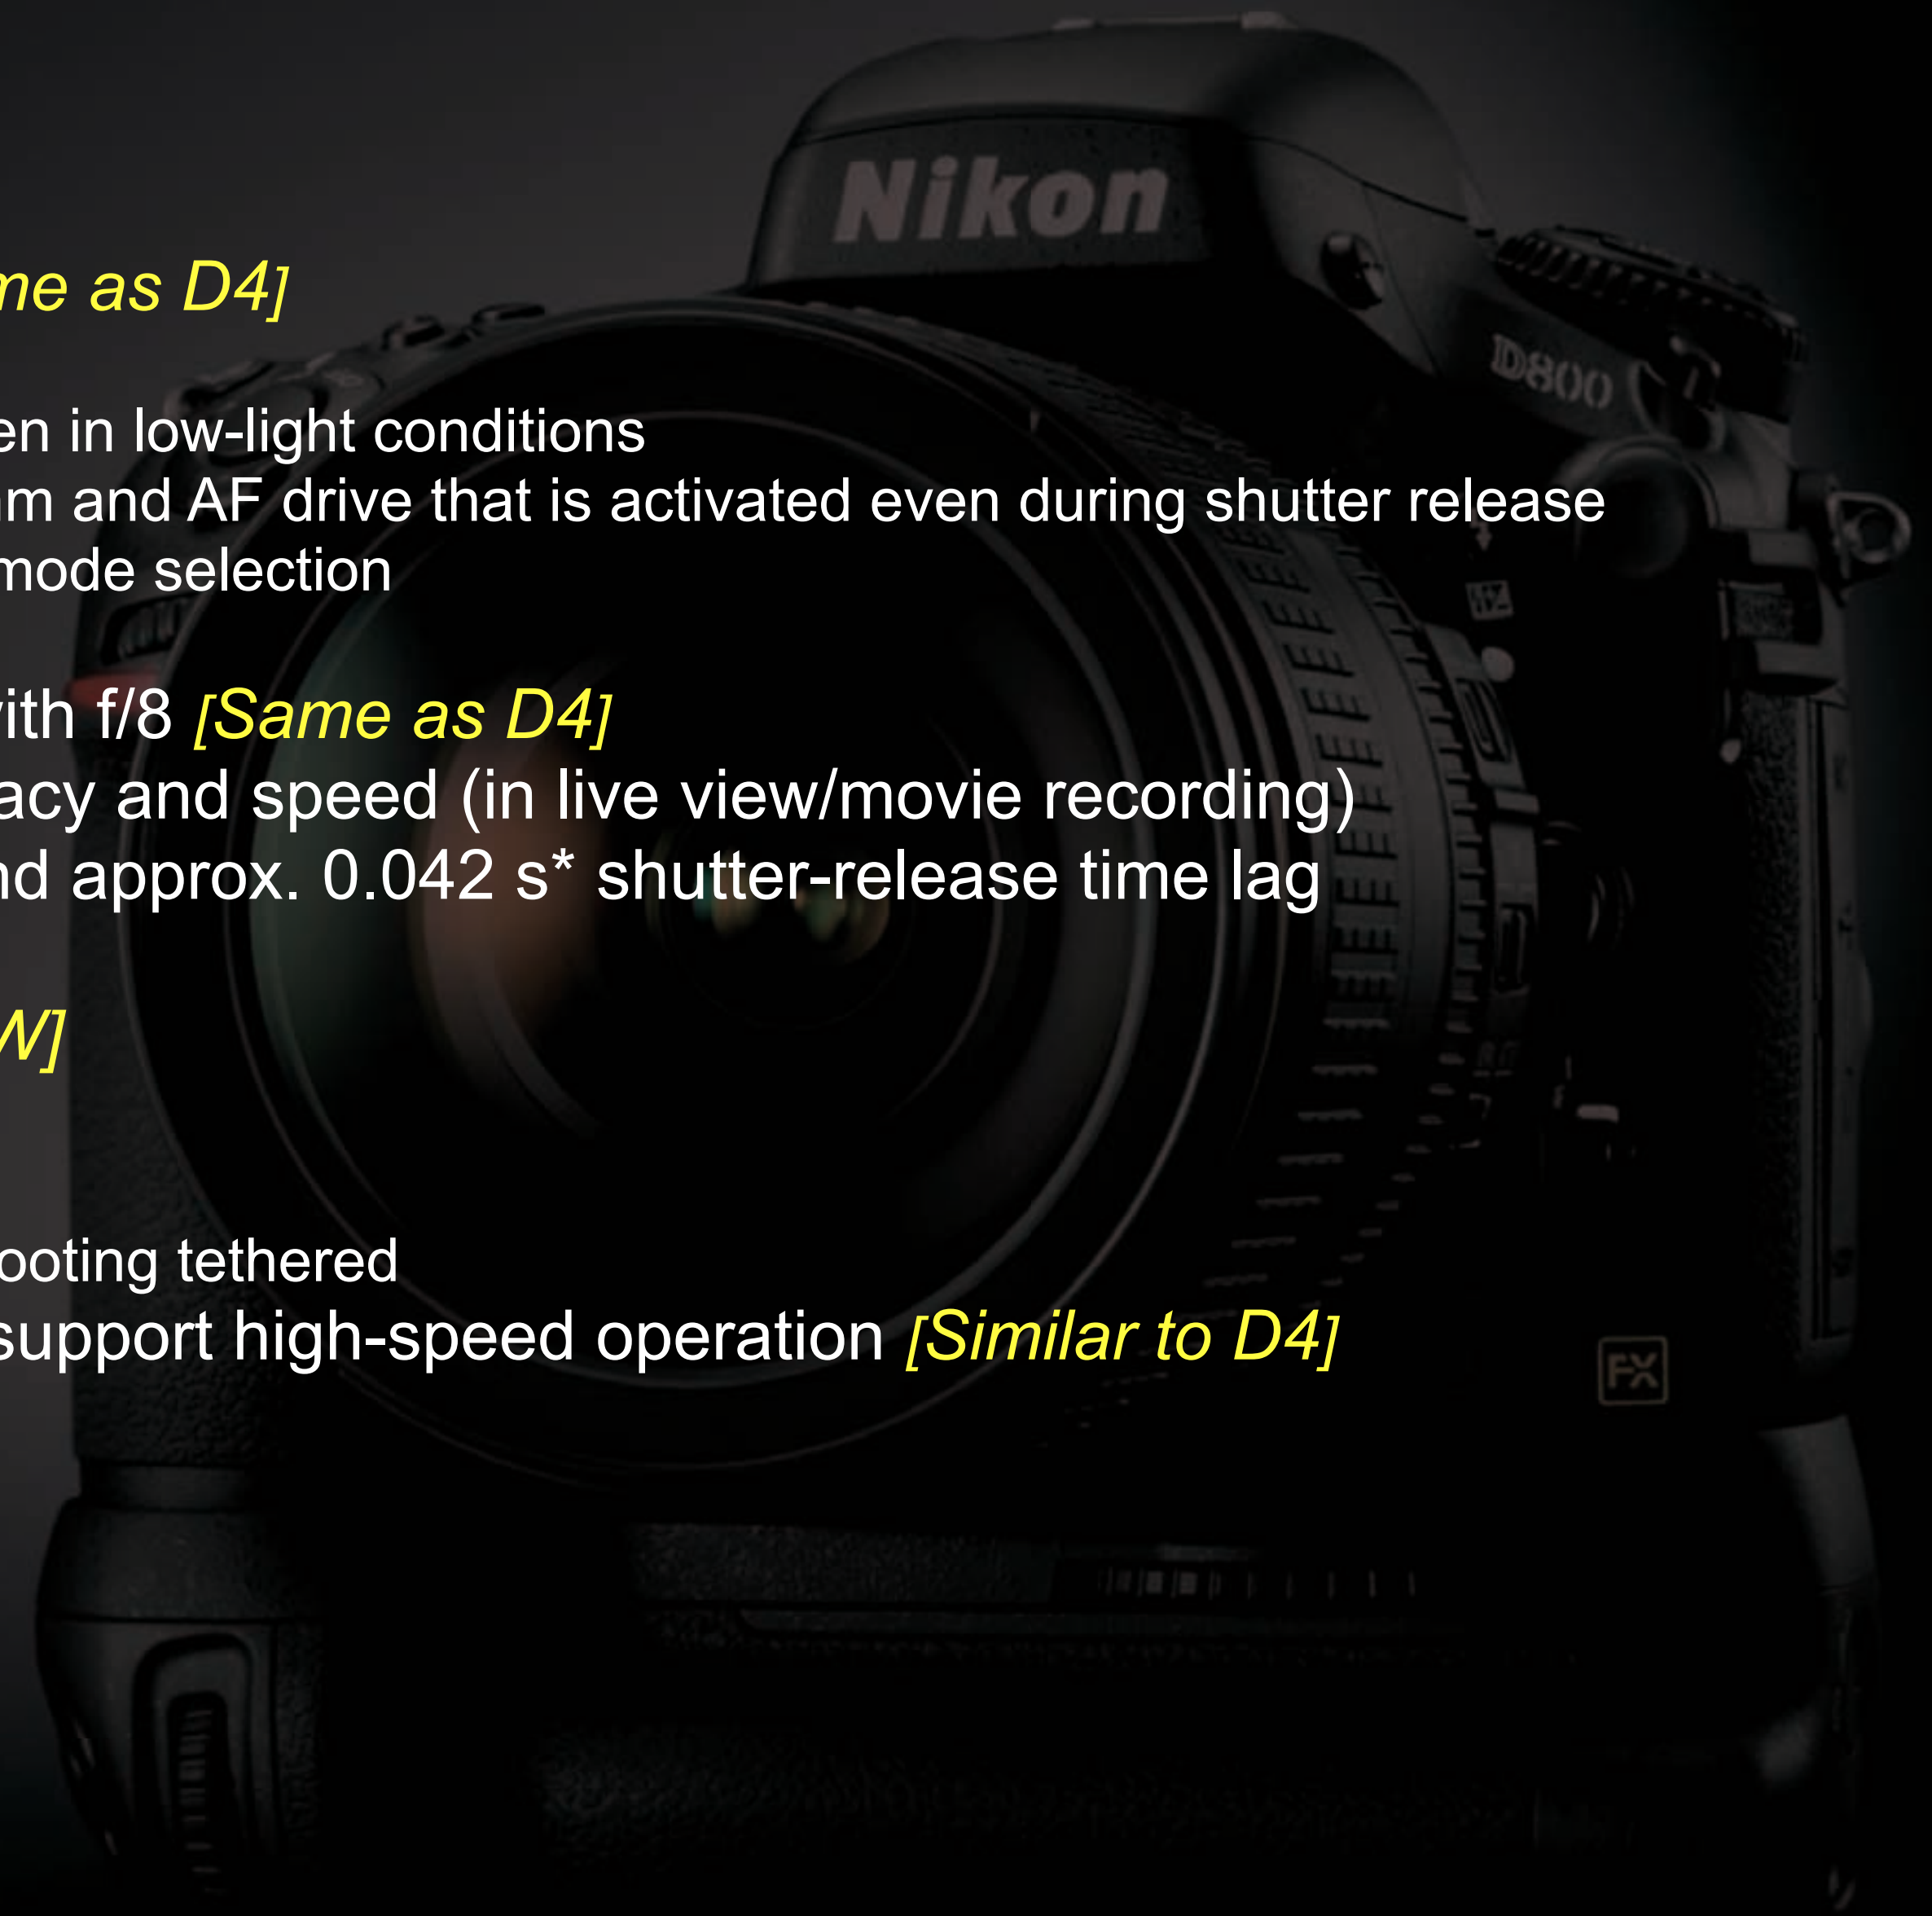 Nikon
me as D4]
D800
en in low-light conditions
hm and AF drive that is activated even during shutter release
mode selection
with f/8 [Same as D4]
acy and speed (in live view/movie recording)
nd approx. 0.042 s* shutter-release time lag
W]
ooting tethered
support high-speed operation [Similar to D4]
FX